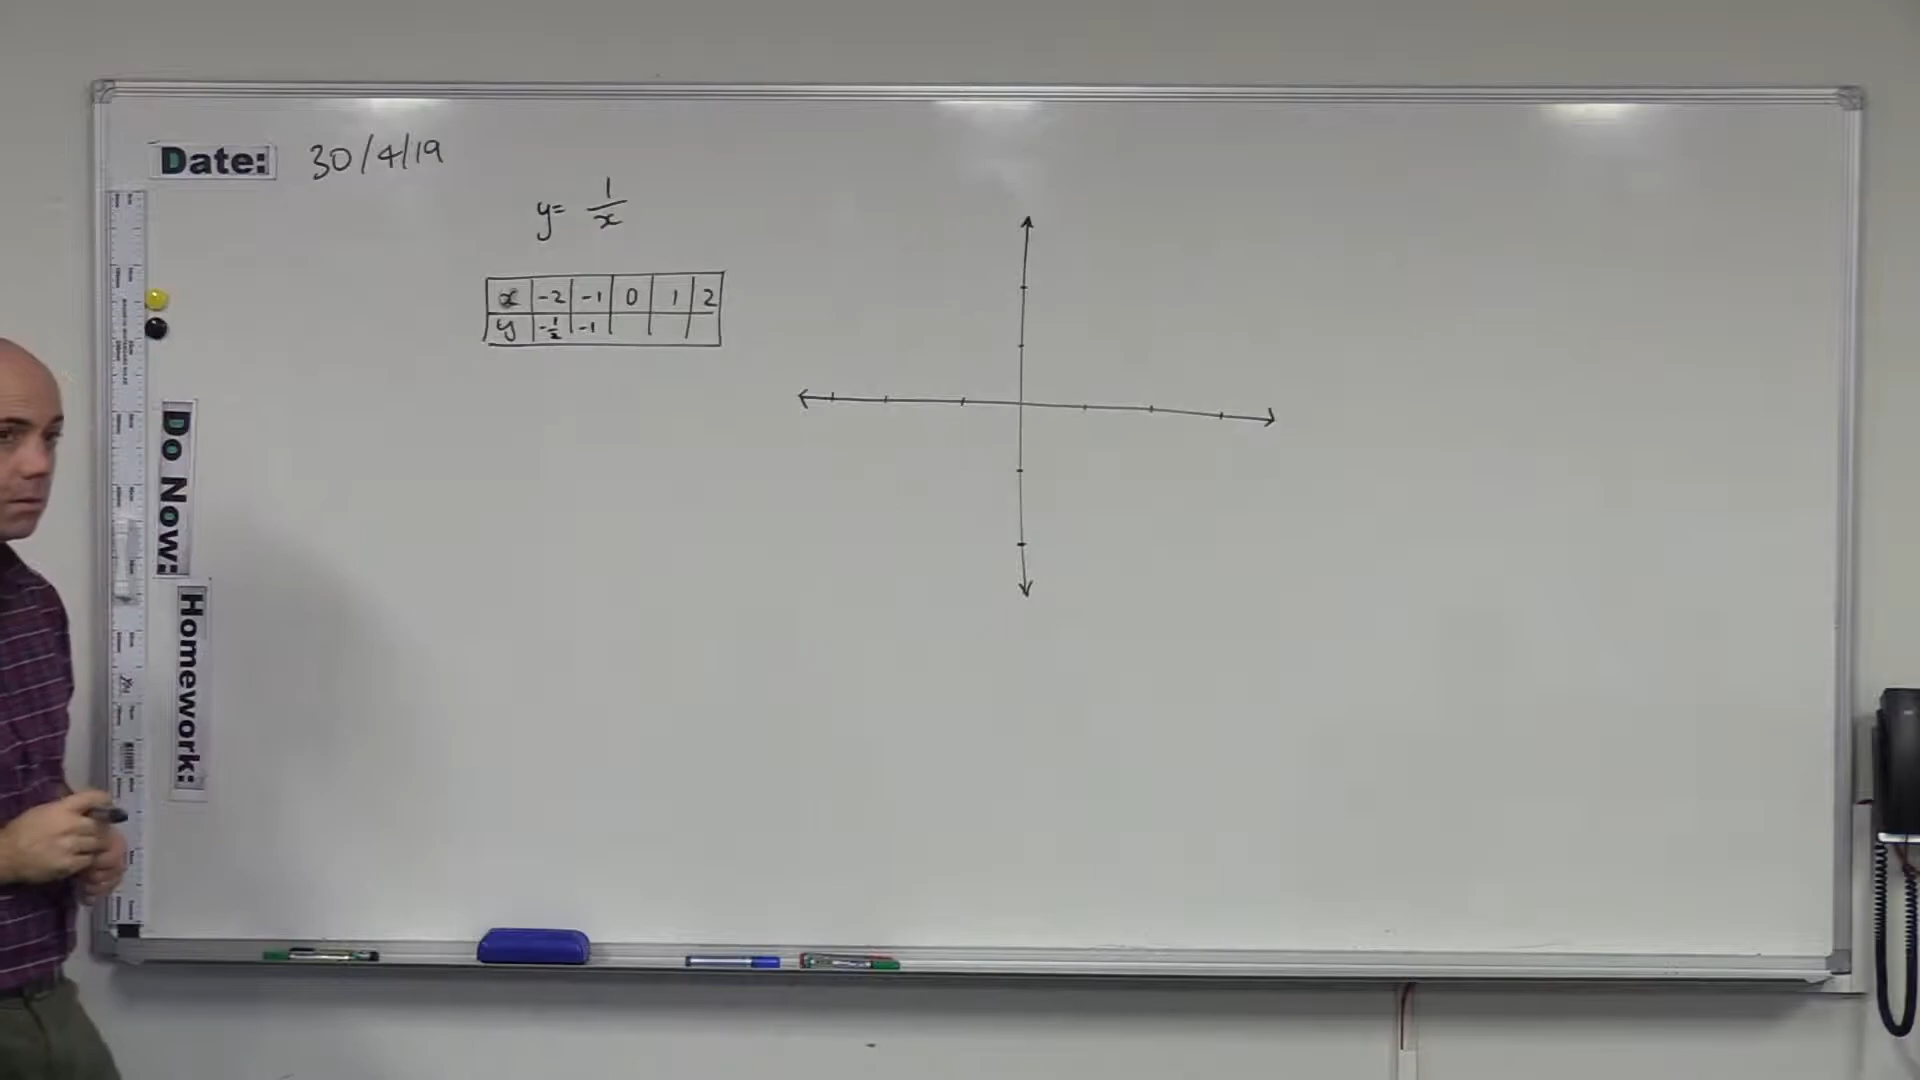 Date: 30/4/19
y= 1/x
x -2 -1 0 1 2
y -1/2 -1
Do Now:
Homework: